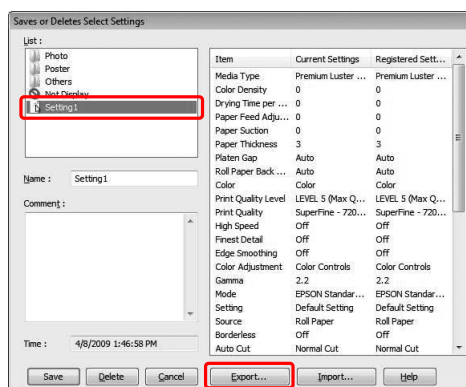 Saves or Deletes Select Settings
List :
Photo
Poster
Others
Not Display
Setting1
Name : Setting1
Comment :
Time : 4/8/2009 1:46:58 PM
Item Current Settings Registered Sett...
Media Type Premium Luster ... Premium Luster ...
Color Density 0 0
Drying Time per ... 0 0
Paper Feed Adju... 0 0
Paper Suction 0 0
Paper Thickness 3 3
Platen Gap Auto Auto
Roll Paper Back ... Auto Auto
Color Color Color
Print Quality Level LEVEL 5 (Max Q... LEVEL 5 (Max Q...
Print Quality SuperFine - 720... SuperFine - 720...
High Speed Off Off
Finest Detail Off Off
Edge Smoothing Off Off
Color Adjustment Color Controls Color Controls
Gamma 2.2 2.2
Mode EPSON Standar... EPSON Standar...
Setting Default Setting Default Setting
Source Roll Paper Roll Paper
Borderless Off Off
Auto Cut Normal Cut Normal Cut
Save Delete Cancel Export... Import... Help